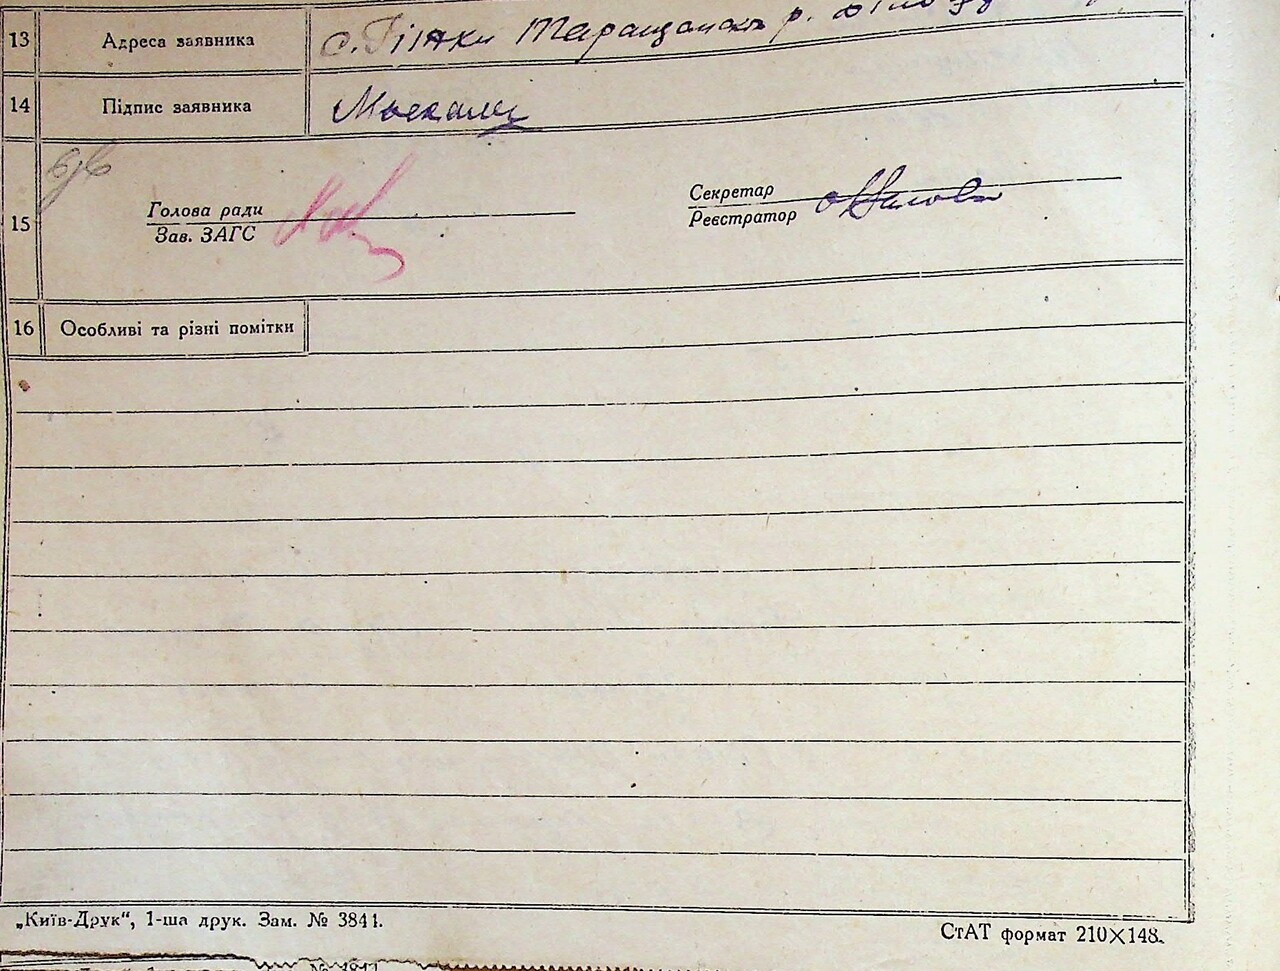 13 Адреса заявника с. Гінки Таращанськ р.
14 Підпис заявника Москалец
15 Голова ради Секретар
Зав. ЗАГС Реєстратор
16 Особливі та різні помітки
„Київ-Друк“, 1-ша друк. Зам. № 3841.
СтАТ формат 210×148.